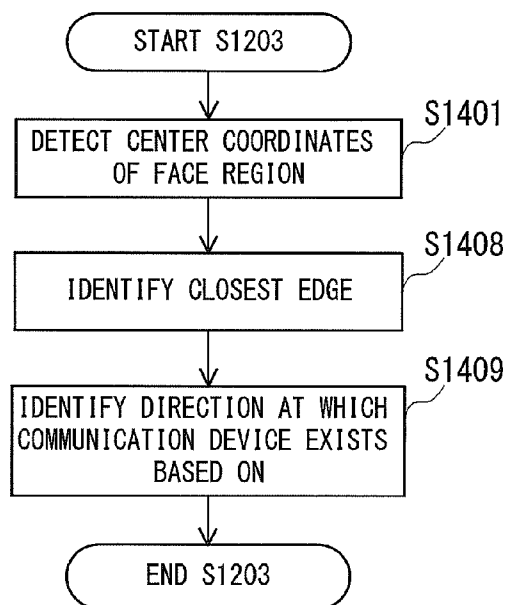 START S1203
S1401
DETECT CENTER COORDINATES
OF FACE REGION
S1408
IDENTIFY CLOSEST EDGE
S1409
IDENTIFY DIRECTION AT WHICH
COMMUNICATION DEVICE EXISTS
BASED ON
END S1203